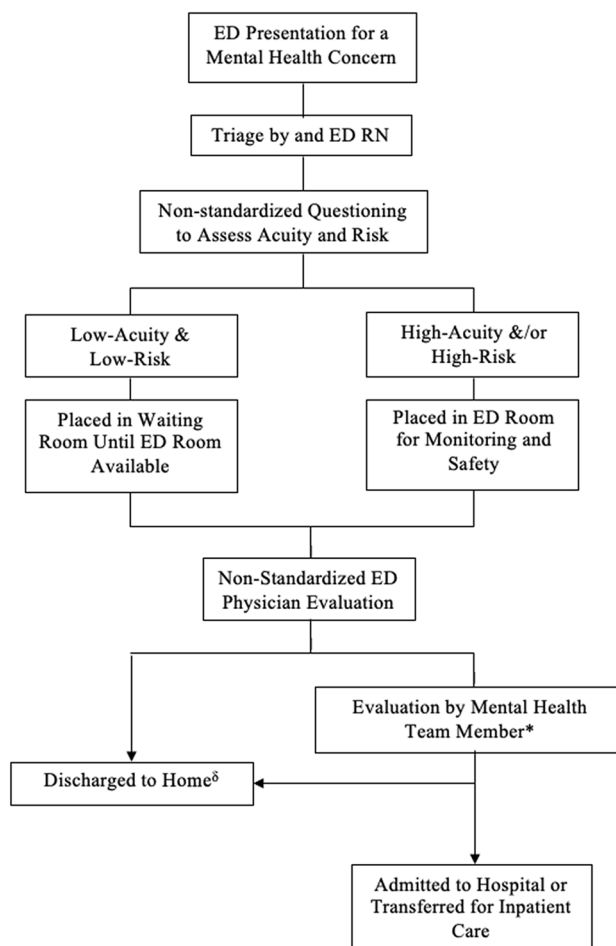 ED Presentation for a
Mental Health Concern
Triage by and ED RN
Non-standardized Questioning
to Assess Acuity and Risk
Low-Acuity &
Low-Risk
High-Acuity &/or
High-Risk
Placed in Waiting
Room Until ED Room
Available
Placed in ED Room
for Monitoring and
Safety
Non-Standardized ED
Physician Evaluation
Evaluation by Mental Health
Team Member*
Discharged to Homeᵟ
Admitted to Hospital or
Transferred for Inpatient
Care